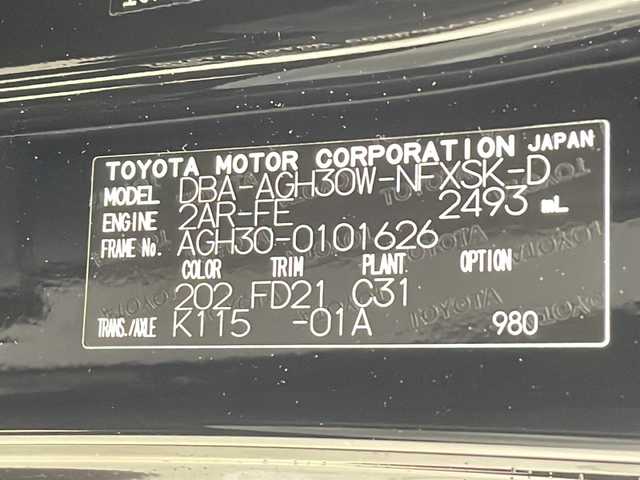 TOYOTA MOTOR CORPORATION JAPAN
MODEL DBA-AGH30W-NFXSK-D
ENGINE 2AR-FE 2493 mL
FRAME No. AGH30-0101626
COLOR TRIM PLANT OPTION
202 FD21 C31
TRANS./AXLE K115 -01A 980